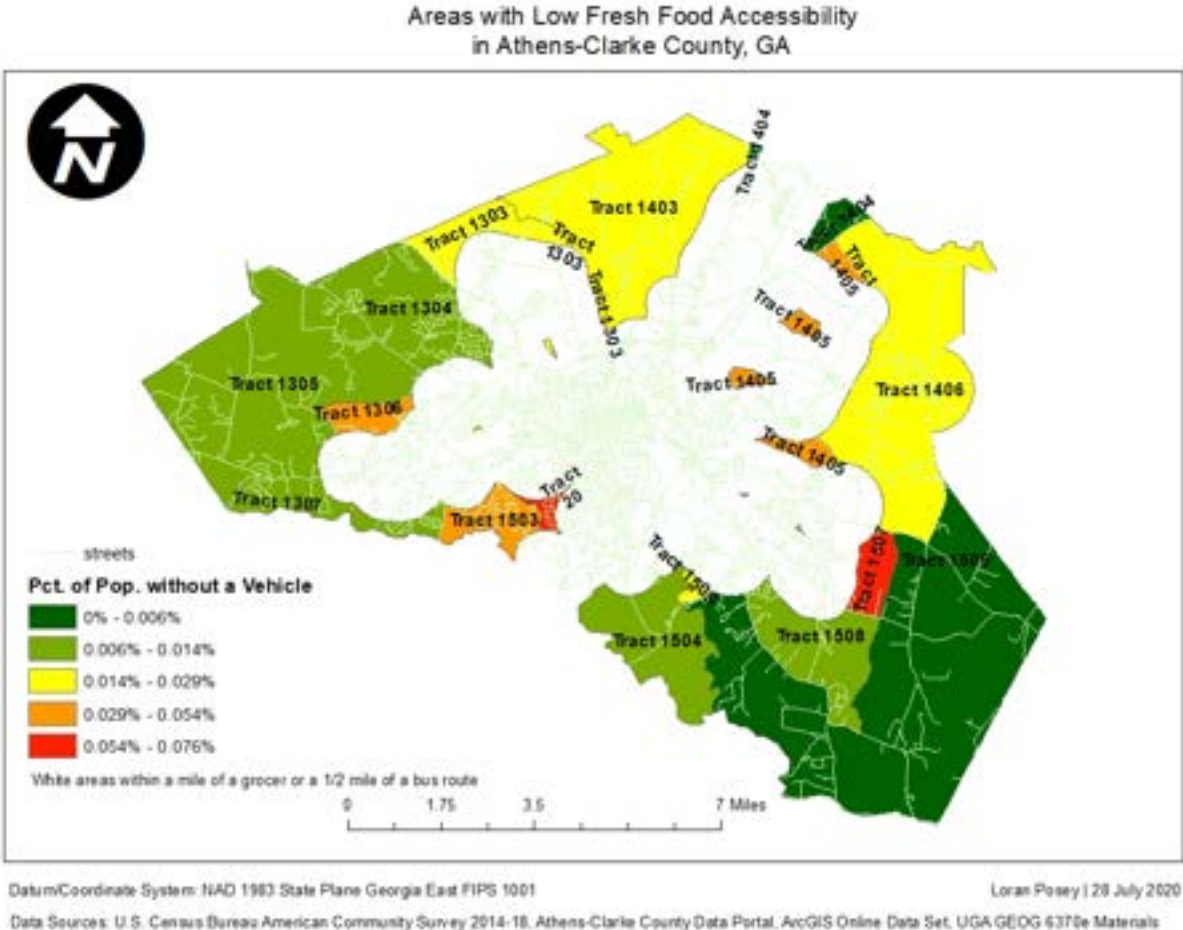 Areas with Low Fresh Food Accessibility
in Athens-Clarke County, GA
N
Tract 1404
Tract 1403
Tract 1404
Tract 1303
Tract
1303
Tract
1405
Tract 1303
Tract 1304
Tract 1405
Tract 1305
Tract 1405
Tract 1406
Tract 1306
Tract 1405
Tract 1307
Tract
20
Tract 1503
Tract 1507
Tract 1509
Tract 1509
Tract 1504
Tract 1508
streets
Pct. of Pop. without a Vehicle
0% - 0.006%
0.006% - 0.014%
0.014% - 0.029%
0.029% - 0.054%
0.054% - 0.076%
White areas within a mile of a grocer or a 1/2 mile of a bus route
0 1.75 3.5 7 Miles
Datum/Coordinate System: NAD 1983 State Plane Georgia East FIPS 1001
Loran Posey | 28 July 2020
Data Sources: U.S. Census Bureau American Community Survey 2014-18, Athens-Clarke County Data Portal, ArcGIS Online Data Set, UGA GEOG 6370e Materials